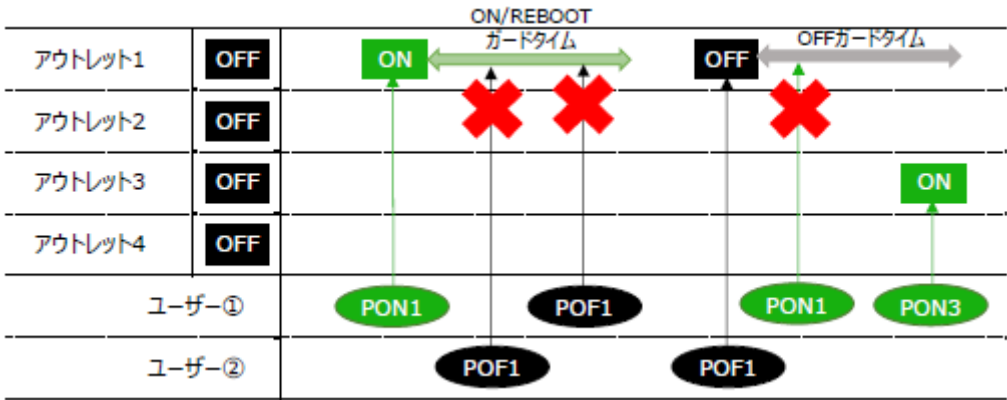 ON/REBOOT
ガードタイム
OFFガードタイム
アウトレット1 OFF ON OFF
アウトレット2 OFF
アウトレット3 OFF ON
アウトレット4 OFF
ユーザー① PON1 POF1 PON1 PON3
ユーザー② POF1 POF1